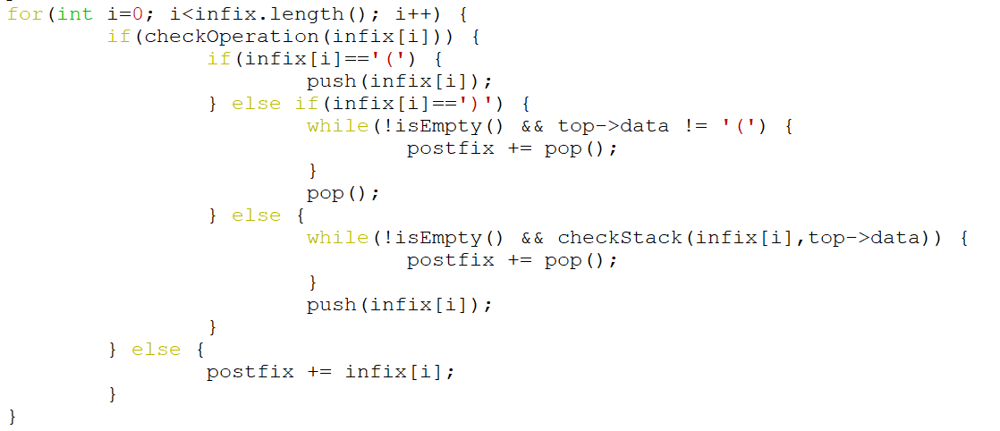 for(int i=0; i<infix.length(); i++) {
if(checkOperation(infix[i])) {
if(infix[i]=='(') {
push(infix[i]);
} else if(infix[i]==')') {
while(!isEmpty() && top->data != '(') {
postfix += pop();
}
pop();
} else {
while(!isEmpty() && checkStack(infix[i],top->data)) {
postfix += pop();
}
push(infix[i]);
}
} else {
postfix += infix[i];
}
}